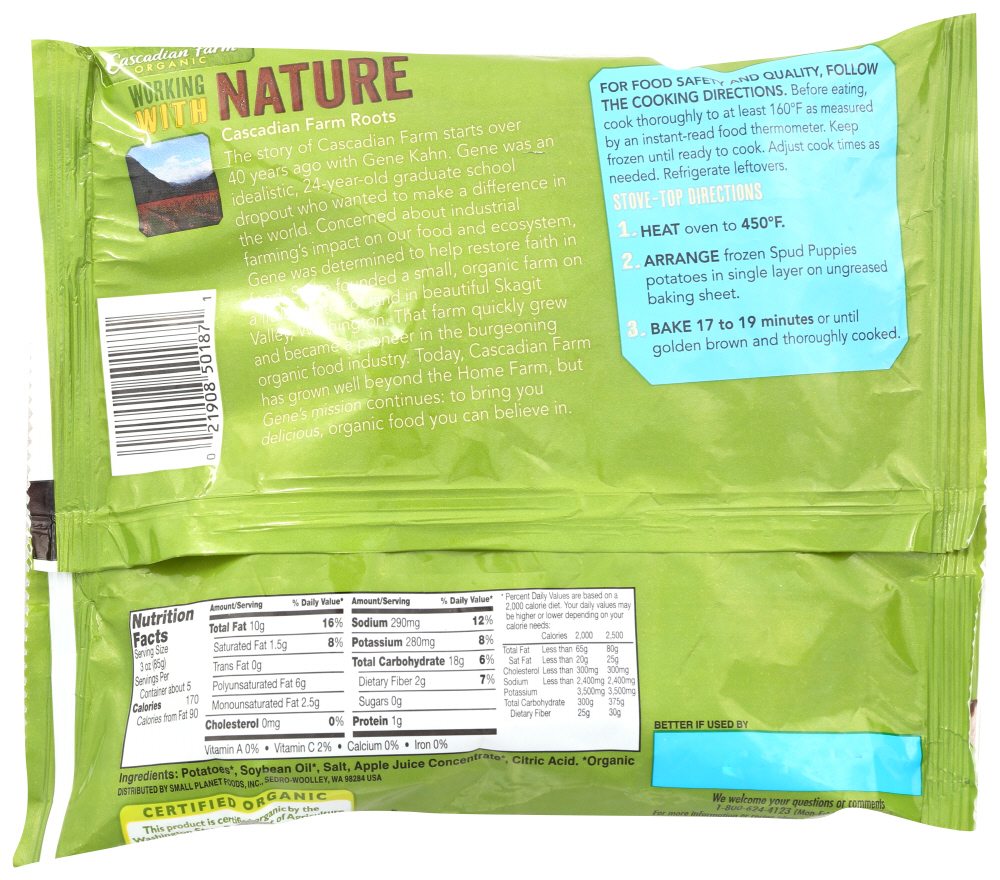 Cascadian Farm
ORGANIC
WORKING
WITH NATURE
Cascadian Farm Roots
The story of Cascadian Farm starts over
40 years ago with Gene Kahn. Gene was an
idealistic, 24-year-old graduate school
dropout who wanted to make a difference in
the world. Concerned about industrial
farming's impact on our food and ecosystem,
Gene was determined to help restore faith in
founded a small, organic farm on
in beautiful Skagit
Valley, Washington. That farm quickly grew
and became a pioneer in the burgeoning
organic food industry. Today, Cascadian Farm
has grown well beyond the Home Farm, but
Gene's mission continues: to bring you
delicious, organic food you can believe in.
0 21908 50187 1
FOR FOOD SAFETY AND QUALITY, FOLLOW
THE COOKING DIRECTIONS. Before eating,
cook thoroughly to at least 160°F as measured
by an instant-read food thermometer. Keep
frozen until ready to cook. Adjust cook times as
needed. Refrigerate leftovers.
STOVE-TOP DIRECTIONS
1. HEAT oven to 450°F.
2. ARRANGE frozen Spud Puppies
potatoes in single layer on ungreased
baking sheet.
3. BAKE 17 to 19 minutes or until
golden brown and thoroughly cooked.
Nutrition
Facts
Serving Size
3 oz (85g)
Servings Per
Container about 5
Calories 170
Calories from Fat 90
Amount/Serving % Daily Value*
Total Fat 10g 16%
Saturated Fat 1.5g 8%
Trans Fat 0g
Polyunsaturated Fat 6g
Monounsaturated Fat 2.5g
Cholesterol 0mg 0%
Amount/Serving % Daily Value*
Sodium 290mg 12%
Potassium 280mg 8%
Total Carbohydrate 18g 6%
Dietary Fiber 2g 7%
Sugars 0g
Protein 1g
Vitamin A 0% • Vitamin C 2% • Calcium 0% • Iron 0%
* Percent Daily Values are based on a
2,000 calorie diet. Your daily values may
be higher or lower depending on your
calorie needs:
Calories 2,000 2,500
Total Fat Less than 65g 80g
Sat Fat Less than 20g 25g
Cholesterol Less than 300mg 300mg
Sodium Less than 2,400mg 2,400mg
Potassium 3,500mg 3,500mg
Total Carbohydrate 300g 375g
Dietary Fiber 25g 30g
Ingredients: Potatoes*, Soybean Oil*, Salt, Apple Juice Concentrate*, Citric Acid. *Organic
DISTRIBUTED BY SMALL PLANET FOODS, INC., SEDRO-WOOLLEY, WA 98284 USA
CERTIFIED ORGANIC
This product is certified organic by the
Washington of Agriculture
BETTER IF USED BY
We welcome your questions or comments
1-800-624-4123 (Mon-F
For more information